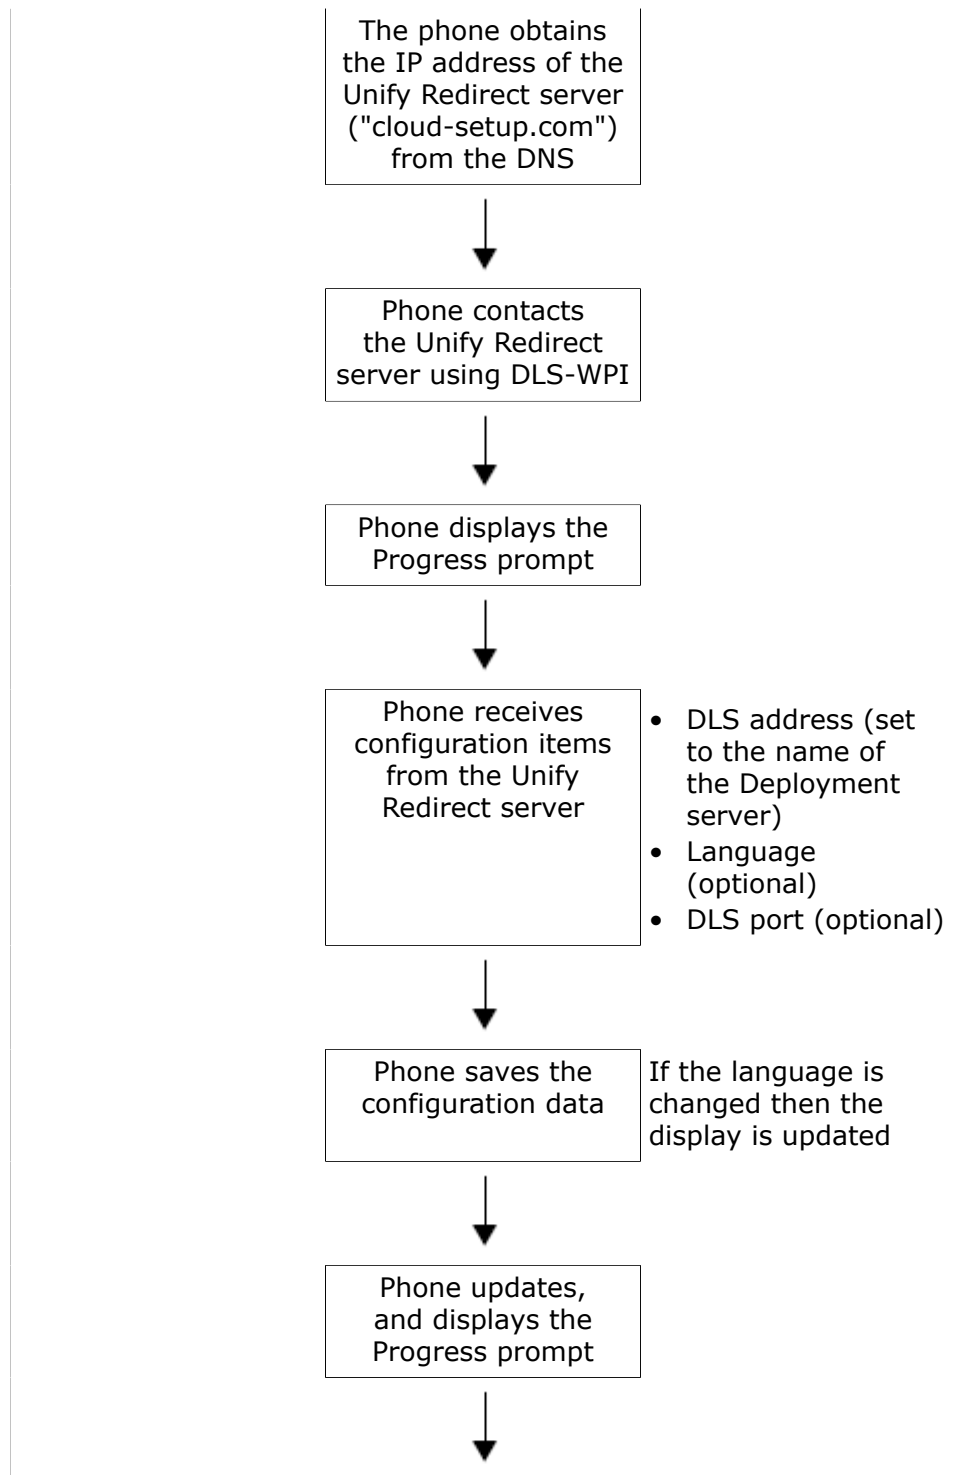 The phone obtains
the IP address of the
Unify Redirect server
("cloud-setup.com")
from the DNS
Phone contacts
the Unify Redirect
server using DLS-WPI
Phone displays the
Progress prompt
Phone receives
configuration items
from the Unify
Redirect server
• DLS address (set
to the name of
the Deployment
server)
• Language
(optional)
• DLS port (optional)
Phone saves the
configuration data
If the language is
changed then the
display is updated
Phone updates,
and displays the
Progress prompt